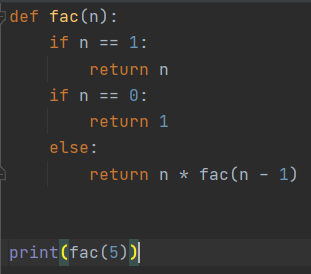 def fac(n):
    if n == 1:
        return n
    if n == 0:
        return 1
    else:
        return n * fac(n - 1)
print(fac(5))